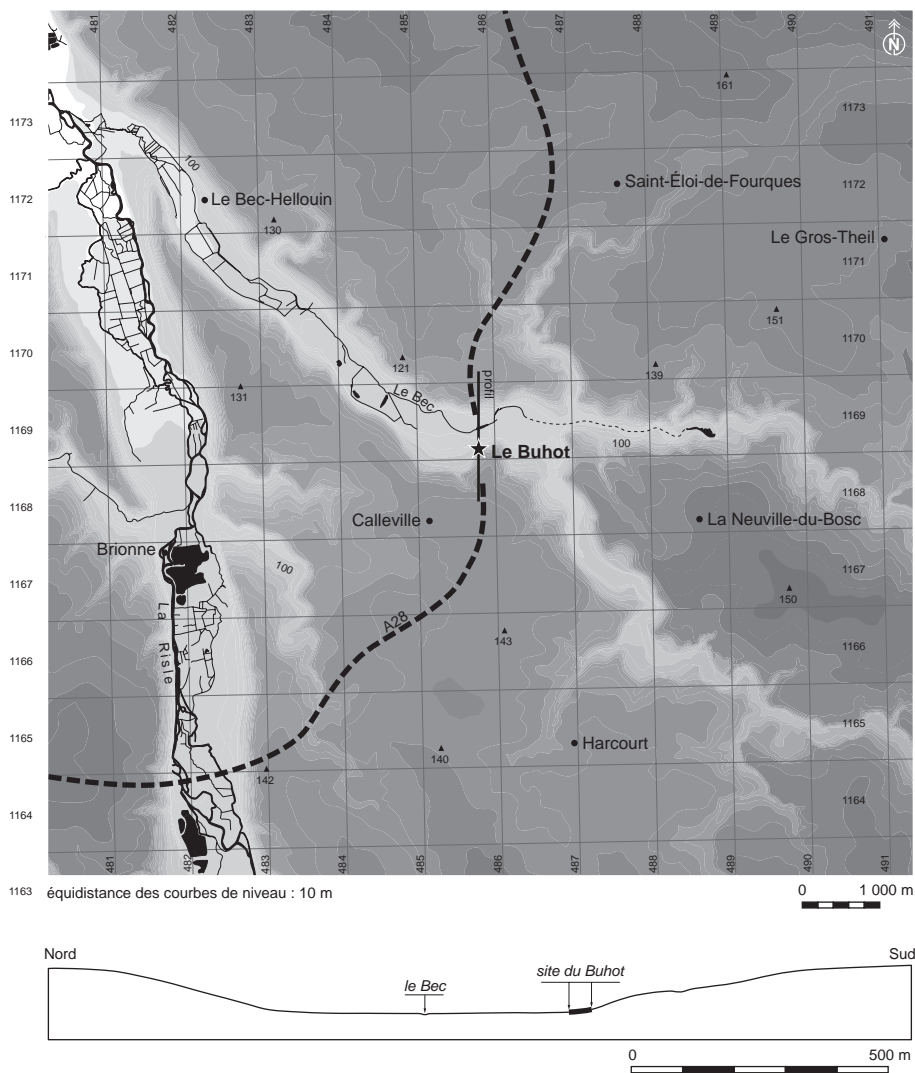 481
482
483
484
485
486
487
488
489
490
491
N
161
1173
1173
100
Saint-Éloi-de-Fourques
1172
1172
Le Bec-Hellouin
130
Le Gros-Theil
1171
1171
151
1170
1170
121
139
profil
131
Le Bec
1169
1169
100
Le Buhot
1168
1168
Calleville
La Neuville-du-Bosc
Brionne
100
1167
1167
150
La Risle
A28
143
1166
1166
1165
1165
Harcourt
140
142
1164
1164
481
482
483
484
485
486
487
488
489
490
491
1163
équidistance des courbes de niveau : 10 m
0 1 000 m
Nord
Sud
le Bec
site du Buhot
0 500 m